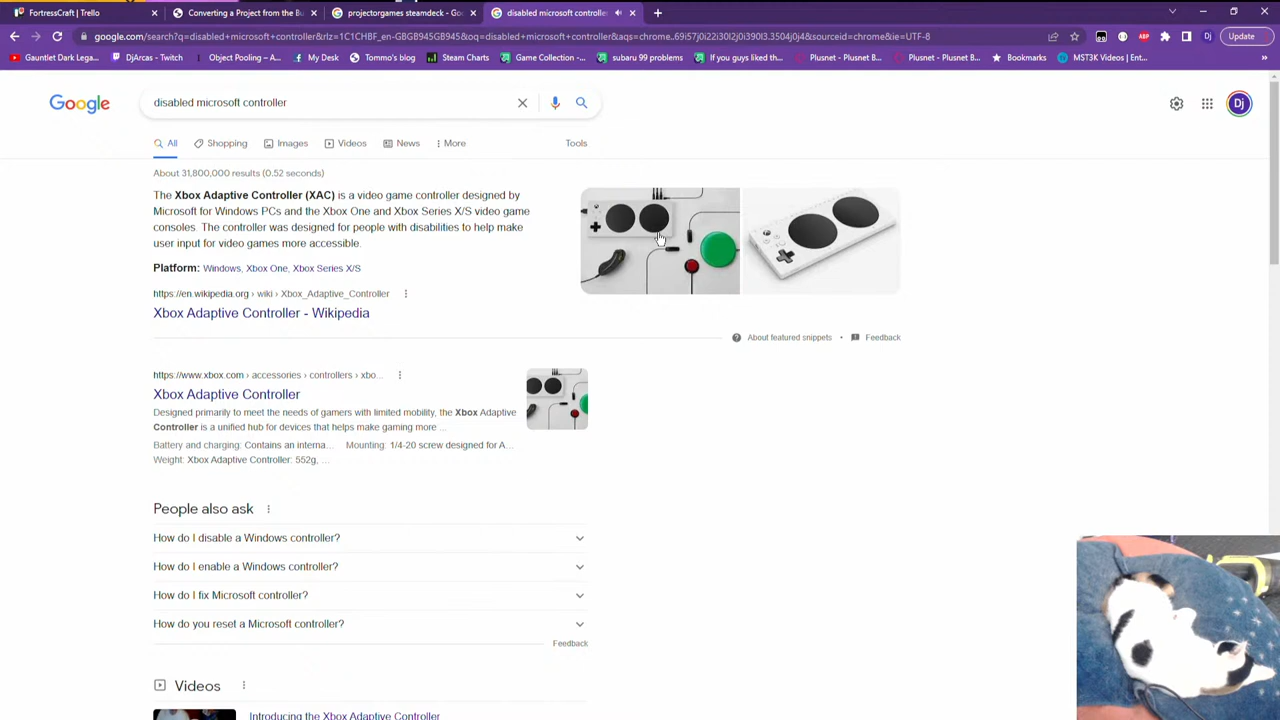 FortressCraft | Trello
Converting a Project from the Bu
projectorgames steamdeck - Goo
disabled microsoft controller
google.com/search?q=disabled+microsoft+controller&rlz=1C1CHBF_en-GBGB945GB945&oq=disabled+microsoft+controller&aqs=chrome..69i57j0i22i30l2j0i390l3.3504j0j4&sourceid=chrome&ie=UTF-8
Dj
Update
Gauntlet Dark Lega...
DjArcas - Twitch
Object Pooling – A...
My Desk
Tommo's blog
Steam Charts
Game Collection -...
subaru 99 problems
If you guys liked th...
Plusnet - Plusnet B...
Plusnet - Plusnet B...
Bookmarks
MST3K Videos | Ent...
»
Google
disabled microsoft controller
Dj
All
Shopping
Images
Videos
News
More
Tools
About 31,800,000 results (0.52 seconds)
The Xbox Adaptive Controller (XAC) is a video game controller designed by
Microsoft for Windows PCs and the Xbox One and Xbox Series X/S video game
consoles. The controller was designed for people with disabilities to help make
user input for video games more accessible.
Platform: Windows, Xbox One, Xbox Series X/S
https://en.wikipedia.org › wiki › Xbox_Adaptive_Controller
Xbox Adaptive Controller - Wikipedia
About featured snippets
•
Feedback
https://www.xbox.com › accessories › controllers › xbo...
Xbox Adaptive Controller
Designed primarily to meet the needs of gamers with limited mobility, the Xbox Adaptive
Controller is a unified hub for devices that helps make gaming more ...
Battery and charging: Contains an interna... Mounting: 1/4-20 screw designed for A...
Weight: Xbox Adaptive Controller: 552g, ...
People also ask
How do I disable a Windows controller?
How do I enable a Windows controller?
How do I fix Microsoft controller?
How do you reset a Microsoft controller?
Feedback
Videos
Introducing the Xbox Adaptive Controller